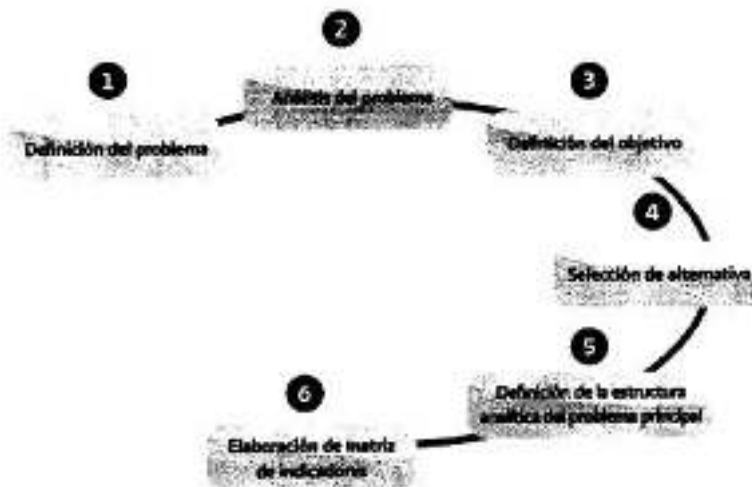 1
Definición del problema
2
Análisis del problema
3
Definición del objetivo
4
Selección de alternativa
5
Definición de la estructura
analítica del problema principal
6
Elaboración de matriz
de indicadores